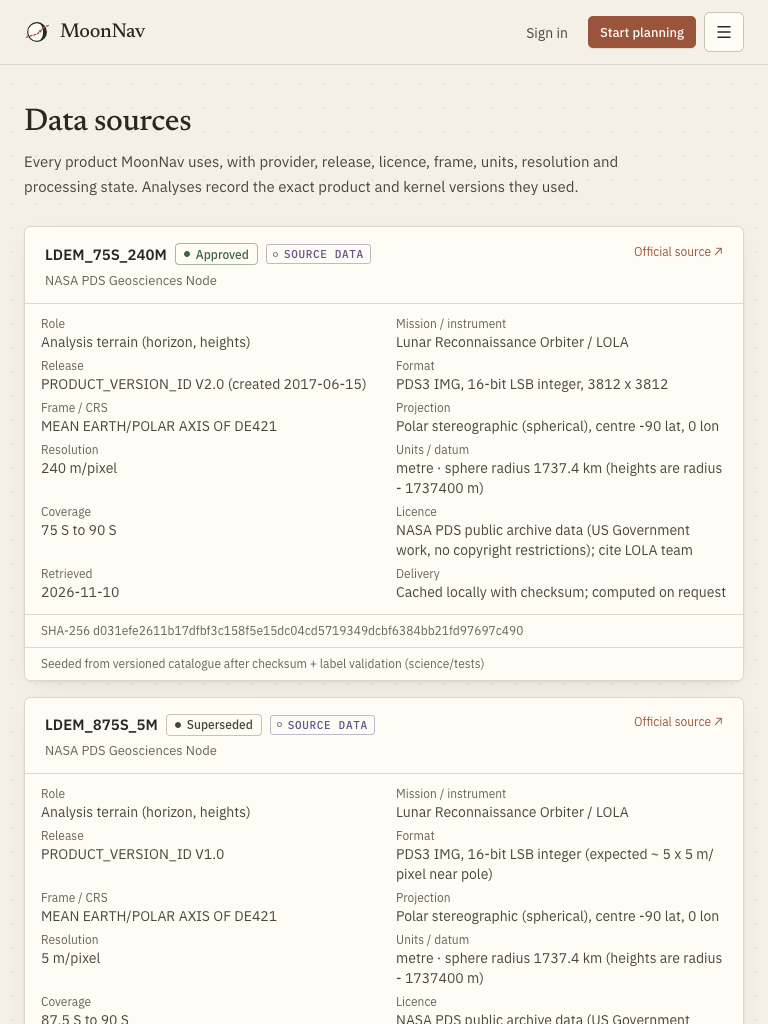 MoonNav
Sign in
Start planning
Data sources
Every product MoonNav uses, with provider, release, licence, frame, units, resolution and
processing state. Analyses record the exact product and kernel versions they used.
LDEM_75S_240M
Approved
SOURCE DATA
Official source ↗
NASA PDS Geosciences Node
Role
Analysis terrain (horizon, heights)
Mission / instrument
Lunar Reconnaissance Orbiter / LOLA
Release
PRODUCT_VERSION_ID V2.0 (created 2017-06-15)
Format
PDS3 IMG, 16-bit LSB integer, 3812 x 3812
Frame / CRS
MEAN EARTH/POLAR AXIS OF DE421
Projection
Polar stereographic (spherical), centre -90 lat, 0 lon
Resolution
240 m/pixel
Units / datum
metre · sphere radius 1737.4 km (heights are radius
- 1737400 m)
Coverage
75 S to 90 S
Licence
NASA PDS public archive data (US Government
work, no copyright restrictions); cite LOLA team
Retrieved
2026-11-10
Delivery
Cached locally with checksum; computed on request
SHA-256 d031efe2611b17dfbf3c158f5e15dc04cd5719349dcbf6384bb21fd97697c490
Seeded from versioned catalogue after checksum + label validation (science/tests)
LDEM_875S_5M
Superseded
SOURCE DATA
Official source ↗
NASA PDS Geosciences Node
Role
Analysis terrain (horizon, heights)
Mission / instrument
Lunar Reconnaissance Orbiter / LOLA
Release
PRODUCT_VERSION_ID V1.0
Format
PDS3 IMG, 16-bit LSB integer (expected ~ 5 x 5 m/
pixel near pole)
Frame / CRS
MEAN EARTH/POLAR AXIS OF DE421
Projection
Polar stereographic (spherical), centre -90 lat, 0 lon
Resolution
5 m/pixel
Units / datum
metre · sphere radius 1737.4 km (heights are radius
- 1737400 m)
Coverage
87.5 S to 90 S
Licence
NASA PDS public archive data (US Government